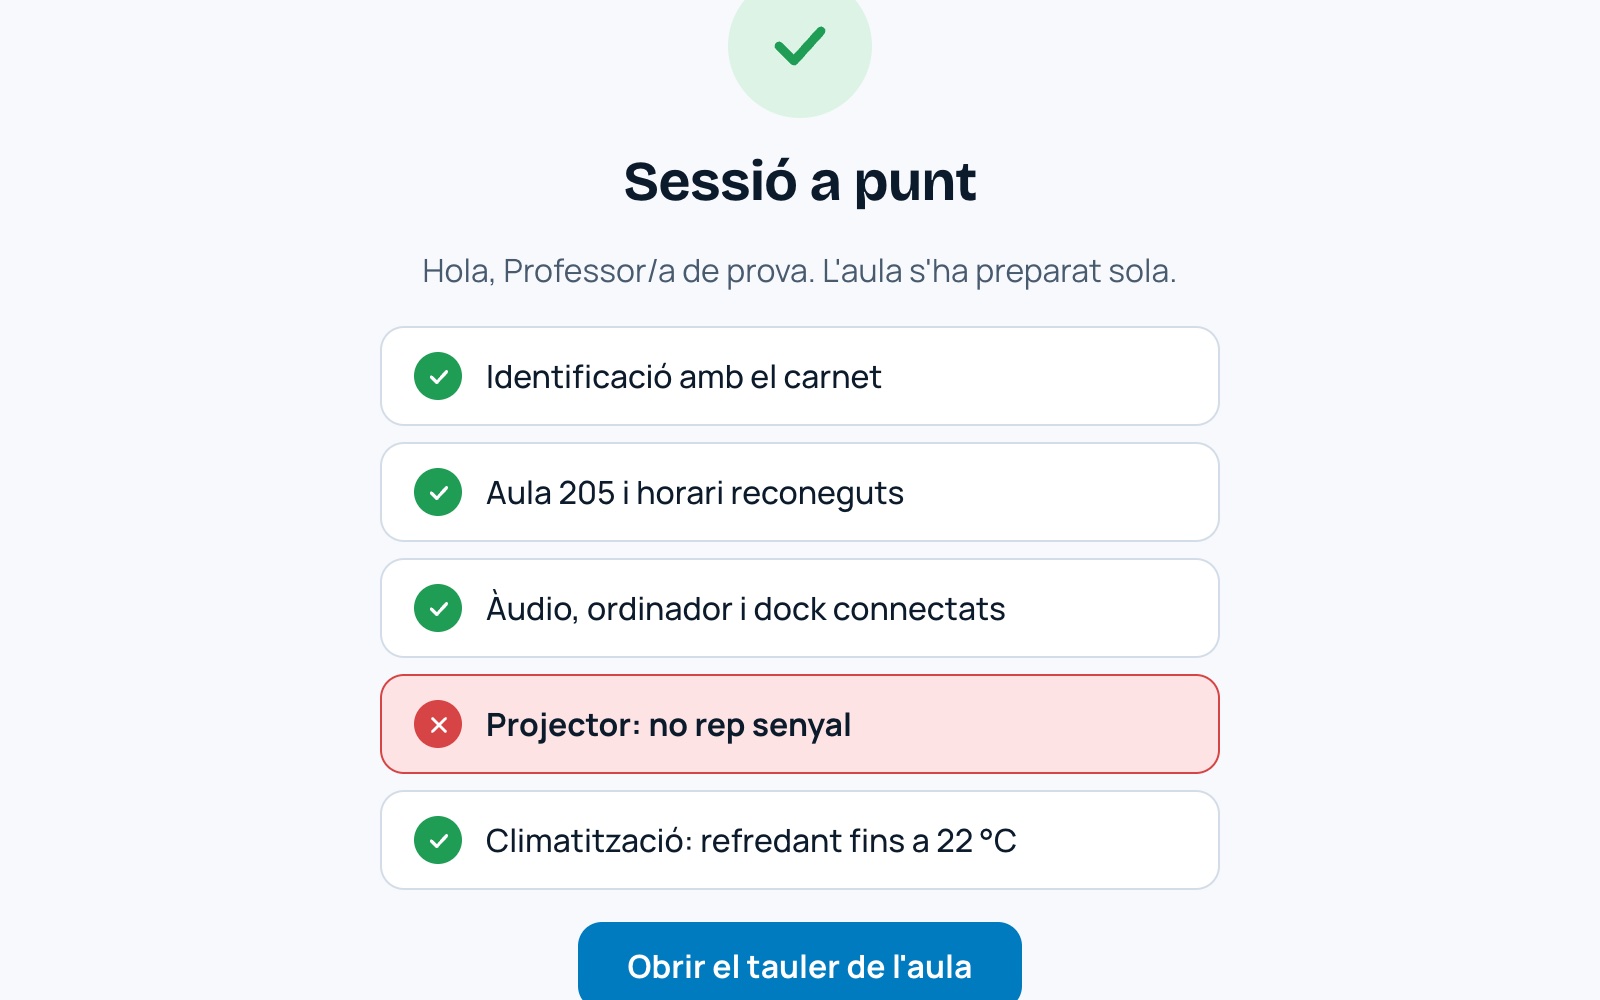 Sessió a punt
Hola, Professor/a de prova. L'aula s'ha preparat sola.
Identificació amb el carnet
Aula 205 i horari reconeguts
Àudio, ordinador i dock connectats
Projector: no rep senyal
Climatització: refredant fins a 22 °C
Obrir el tauler de l'aula